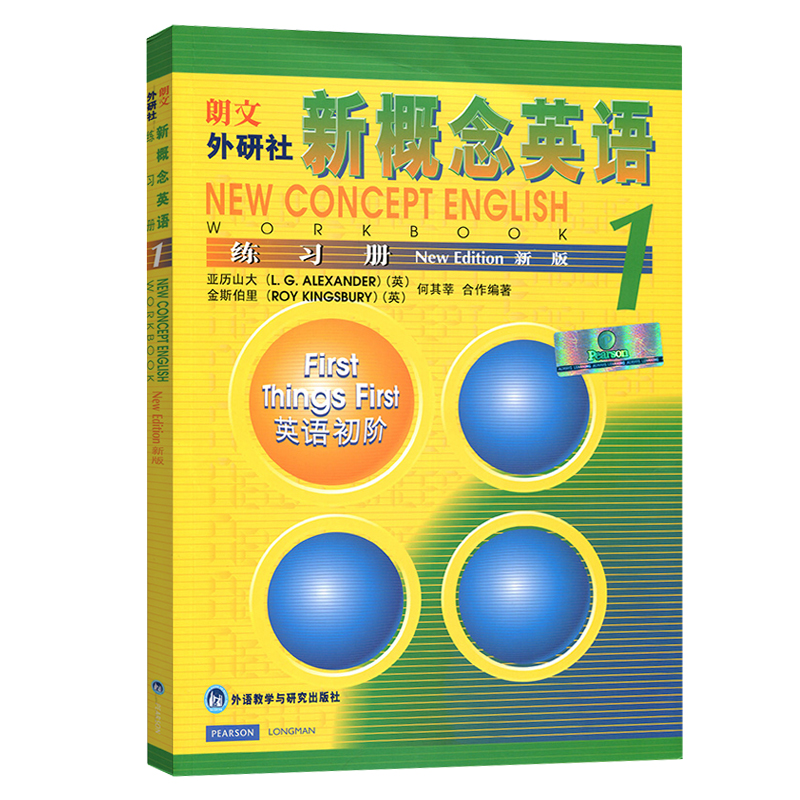 朗文
外研社
新概念英语
NEW CONCEPT ENGLISH
WORKBOOK
1
练习册 New Edition 新版
亚历山大（L. G. ALEXANDER）（英）
金斯伯里（ROY KINGSBURY）（英）
何其莘 合作编著
Pearson
First
Things First
英语初阶
外语教学与研究出版社
PEARSON LONGMAN
朗文
外研社
新概念英语
练习册
1
NEW CONCEPT ENGLISH
WORKBOOK
New Edition 新版